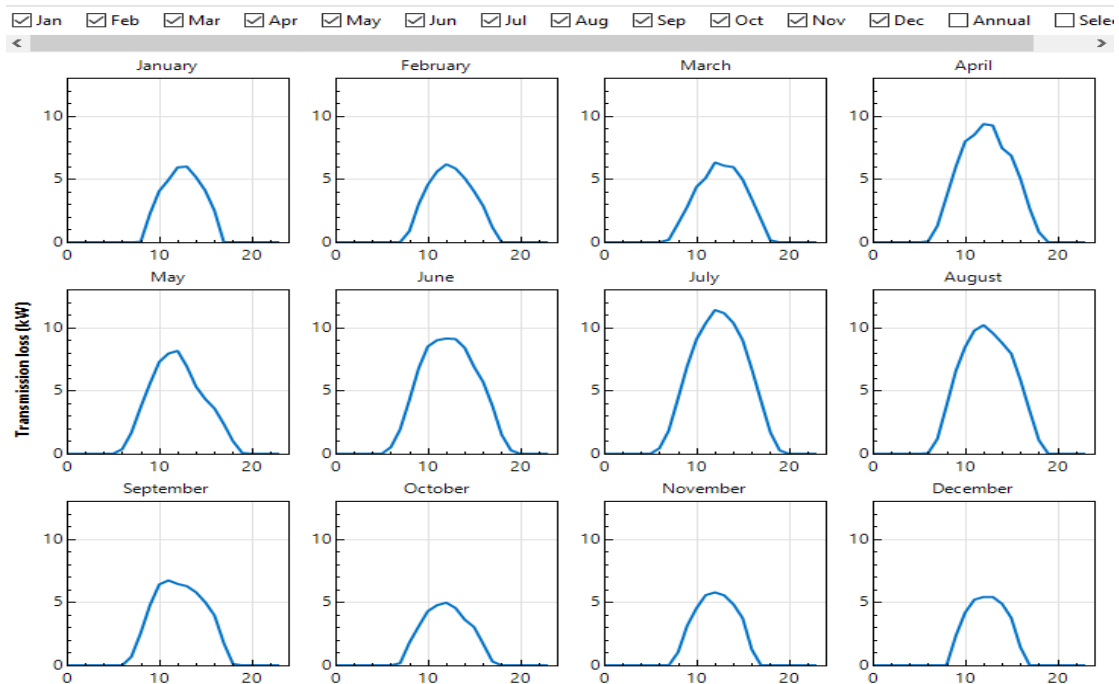 Jan Feb Mar Apr May Jun Jul Aug Sep Oct Nov Dec Annual Selec
January February March April
10 10 10 10
5 5 5 5
0 0 0 0
0 10 20 0 10 20 0 10 20 0 10 20
Transmission loss (kW)
May June July August
10 10 10 10
5 5 5 5
0 0 0 0
0 10 20 0 10 20 0 10 20 0 10 20
September October November December
10 10 10 10
5 5 5 5
0 0 0 0
0 10 20 0 10 20 0 10 20 0 10 20